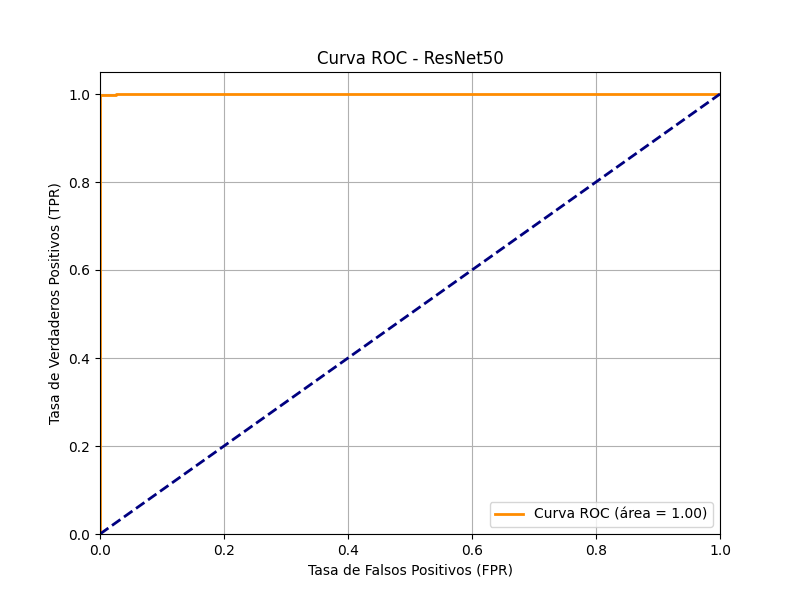 Curva ROC - ResNet50
Tasa de Verdaderos Positivos (TPR)
1.0
0.8
0.6
0.4
0.2
0.0
Curva ROC (área = 1.00)
0.0 0.2 0.4 0.6 0.8 1.0
Tasa de Falsos Positivos (FPR)